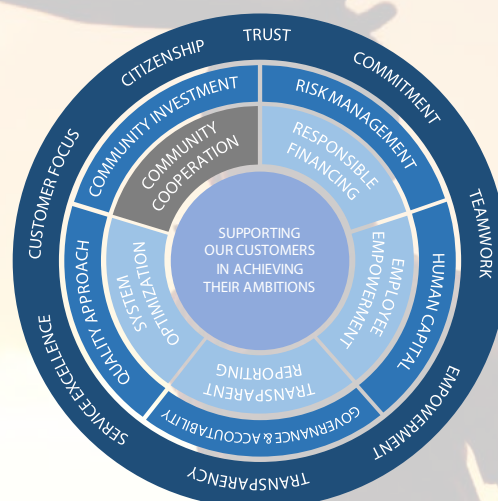 TRUST
COMMITMENT
TEAMWORK
EMPOWERMENT
TRANSPARENCY
SERVICE EXCELLENCE
CUSTOMER FOCUS
CITIZENSHIP
RISK MANAGEMENT
HUMAN CAPITAL
GOVERNANCE & ACCOUTABILITY
QUALITY APPROACH
COMMUNITY INVESTMENT
RESPONSIBLE
FINANCING
EMPLOYEE
EMPOWERMENT
TRANSPARENT
REPORTING
SYSTEM
OPTIMIZATION
COMMUNITY
COOPERATION
SUPPORTING
OUR CUSTOMERS
IN ACHIEVING
THEIR AMBITIONS